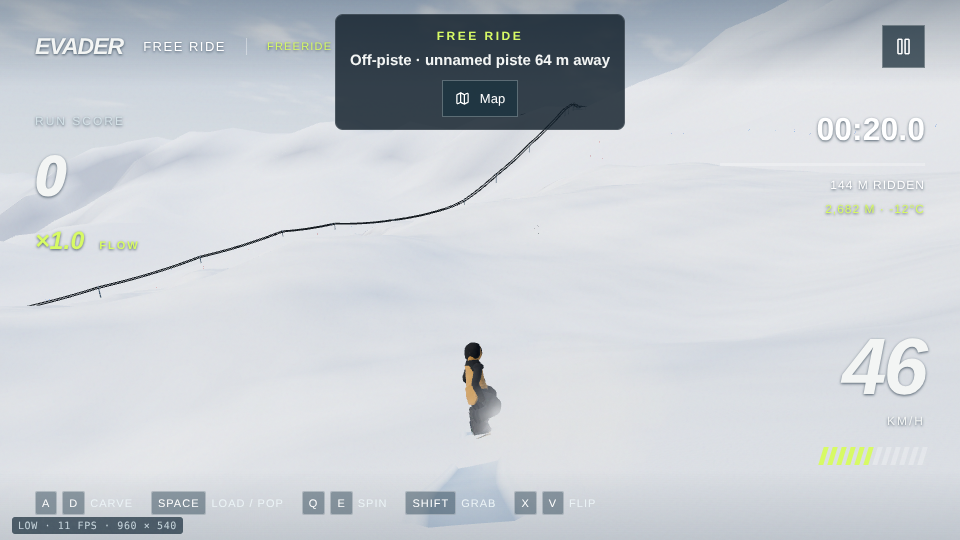 EVADER
FREE RIDE
FREERIDE
FREE RIDE
Off-piste · unnamed piste 64 m away
Map
RUN SCORE
0
×1.0 FLOW
00:20.0
144 M RIDDEN
2,682 M · -12°C
46
KM/H
A D CARVE SPACE LOAD / POP Q E SPIN SHIFT GRAB X V FLIP
LOW · 11 FPS · 960 × 540